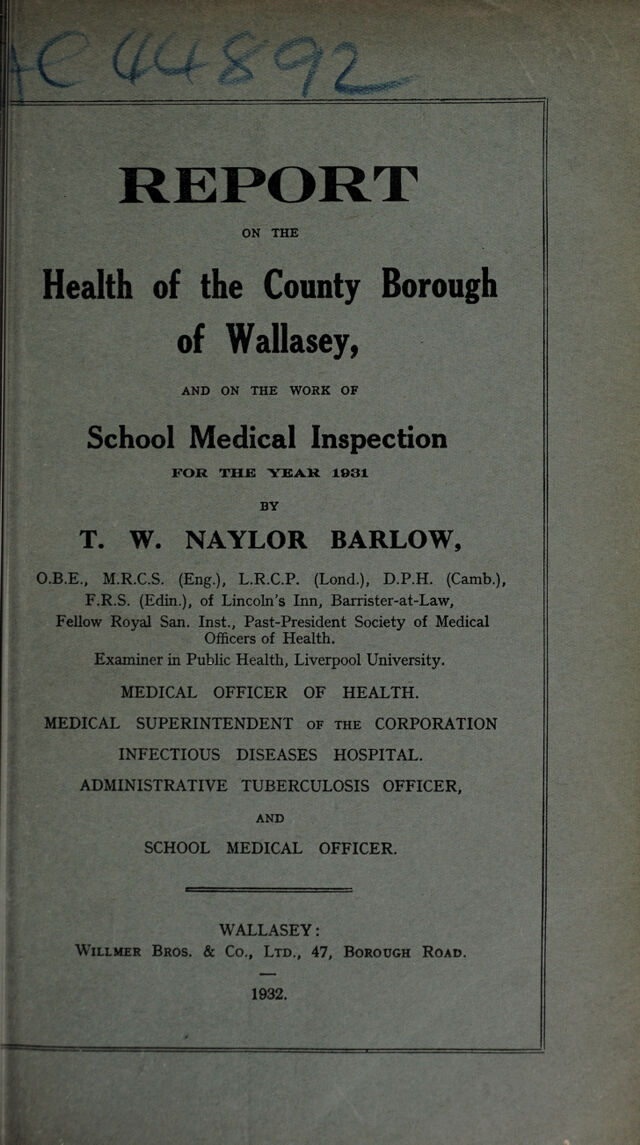 AC 44892
REPORT
ON THE
Health of the County Borough
of Wallasey,
AND ON THE WORK OF
School Medical Inspection
FOR THE YEAR 1931
BY
T. W. NAYLOR BARLOW,
O.B.E., M.R.C.S. (Eng.), L.R.C.P. (Lond.), D.P.H. (Camb.),
F.R.S. (Edin.), of Lincoln's Inn, Barrister-at-Law,
Fellow Royal San. Inst., Past-President Society of Medical
Officers of Health.
Examiner in Public Health, Liverpool University.
MEDICAL OFFICER OF HEALTH.
MEDICAL SUPERINTENDENT OF THE CORPORATION
INFECTIOUS DISEASES HOSPITAL.
ADMINISTRATIVE TUBERCULOSIS OFFICER,
AND
SCHOOL MEDICAL OFFICER.
WALLASEY:
WILLMER BROS. & CO., LTD., 47, BOROUGH ROAD.
1932.